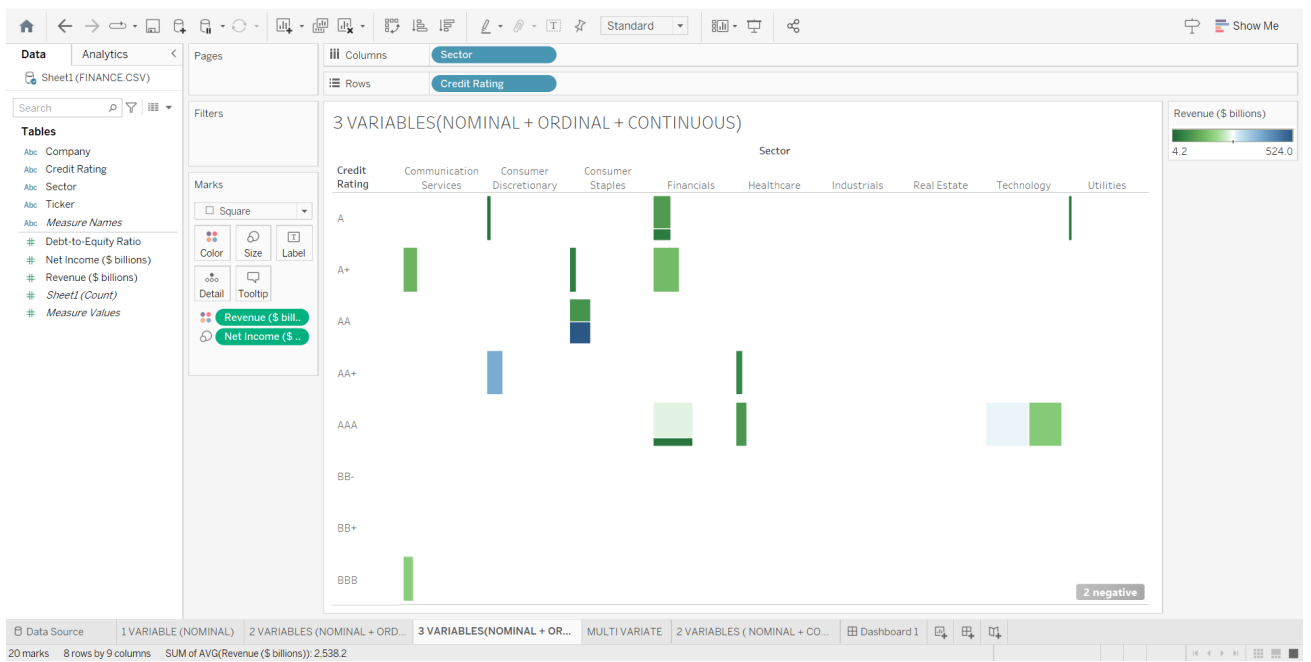 Standard
Show Me
Data
Analytics
Sheet1 (FINANCE.CSV)
Search
Tables
Abc Company
Abc Credit Rating
Abc Sector
Abc Ticker
Abc Measure Names
# Debt-to-Equity Ratio
# Net Income ($ billions)
# Revenue ($ billions)
# Sheet1 (Count)
# Measure Values
Pages
Filters
Marks
Square
Color Size Label
Detail Tooltip
Revenue ($ bill..
Net Income ($ ..
Columns Sector
Rows Credit Rating
3 VARIABLES(NOMINAL + ORDINAL + CONTINUOUS)
Sector
Credit Rating
Communication Services
Consumer Discretionary
Consumer Staples
Financials
Healthcare
Industrials
Real Estate
Technology
Utilities
A
A+
AA
AA+
AAA
BB-
BB+
BBB
2 negative
Revenue ($ billions)
4.2 524.0
Data Source
1 VARIABLE (NOMINAL)
2 VARIABLES (NOMINAL + ORD...
3 VARIABLES(NOMINAL + OR...
MULTI VARIATE
2 VARIABLES ( NOMINAL + CO...
Dashboard 1
20 marks 8 rows by 9 columns SUM of AVG(Revenue ($ billions)): 2.538.2